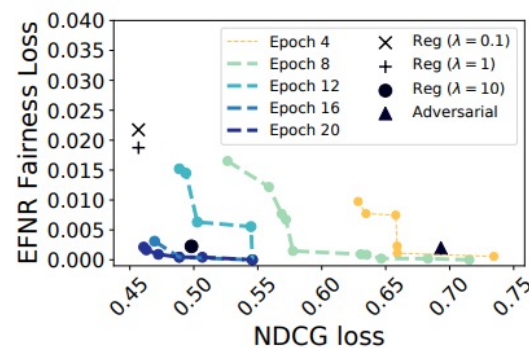 EFNR Fairness Loss
0.040
0.035
0.030
0.025
0.020
0.015
0.010
0.005
0.000
Epoch 4
Epoch 8
Epoch 12
Epoch 16
Epoch 20
Reg (λ = 0.1)
Reg (λ = 1)
Reg (λ = 10)
Adversarial
0.45
0.50
0.55
0.60
0.65
0.70
0.75
NDCG loss